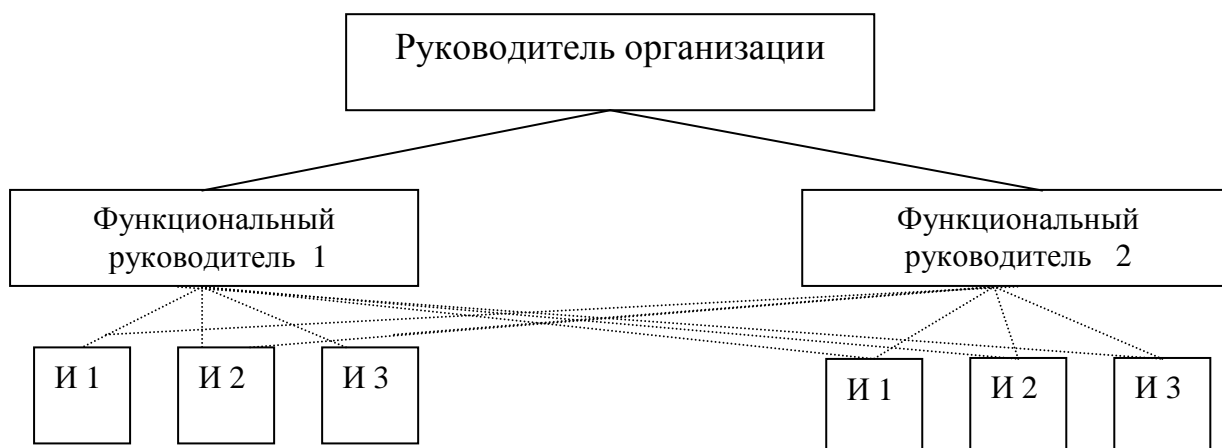 Руководитель организации
Функциональный
руководитель 1
Функциональный
руководитель 2
И 1
И 2
И 3
И 1
И 2
И 3